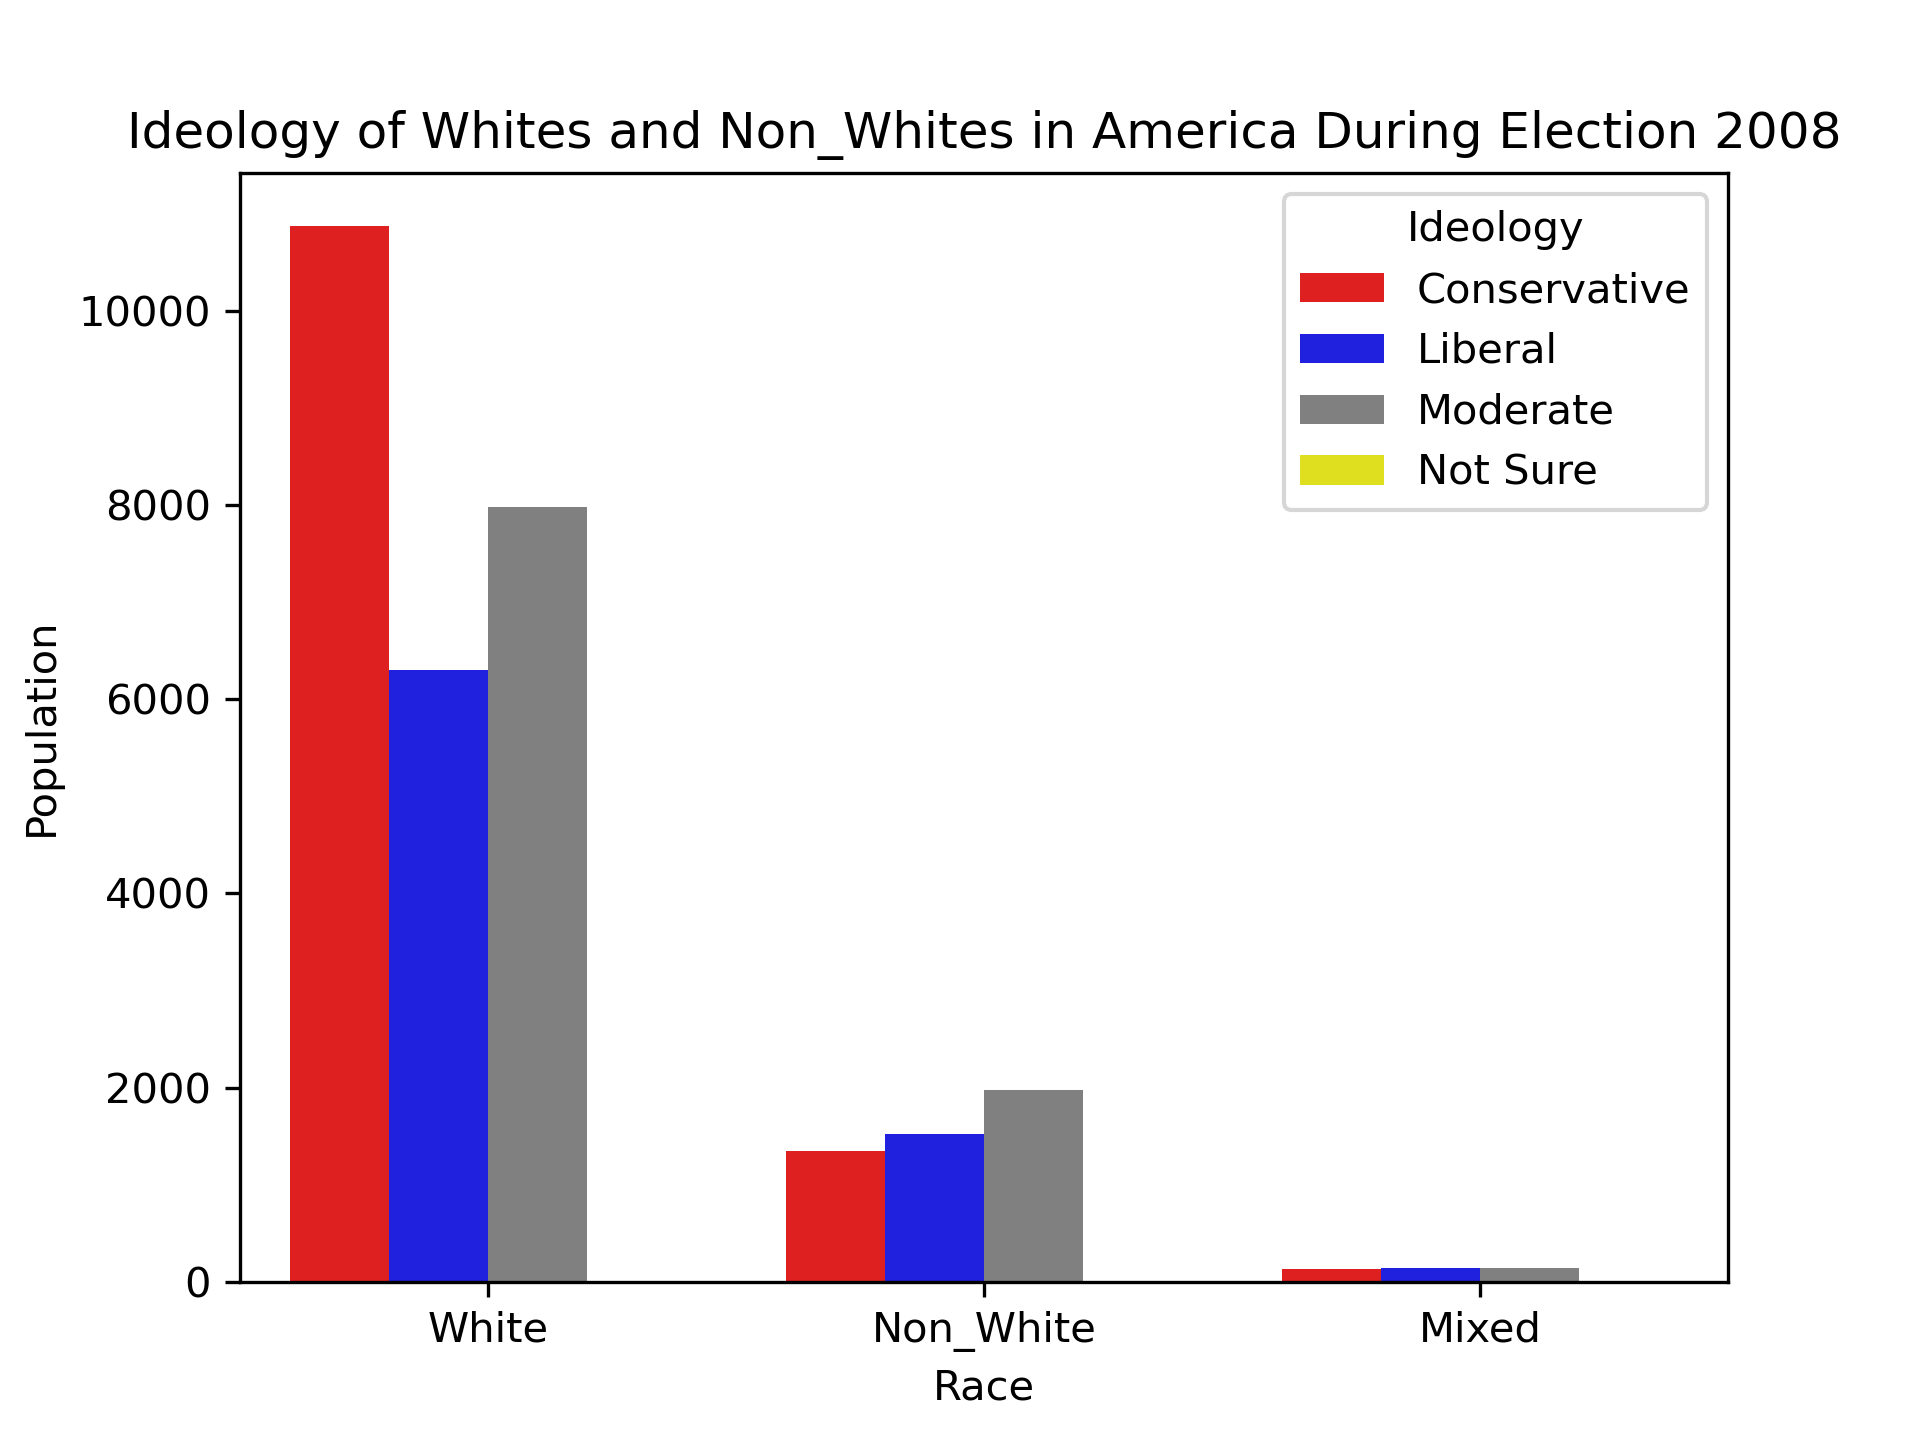 Ideology of Whites and Non_Whites in America During Election 2008
Ideology
Conservative
Liberal
Moderate
Not Sure
10000
8000
6000
4000
2000
0
Population
White
Non_White
Mixed
Race